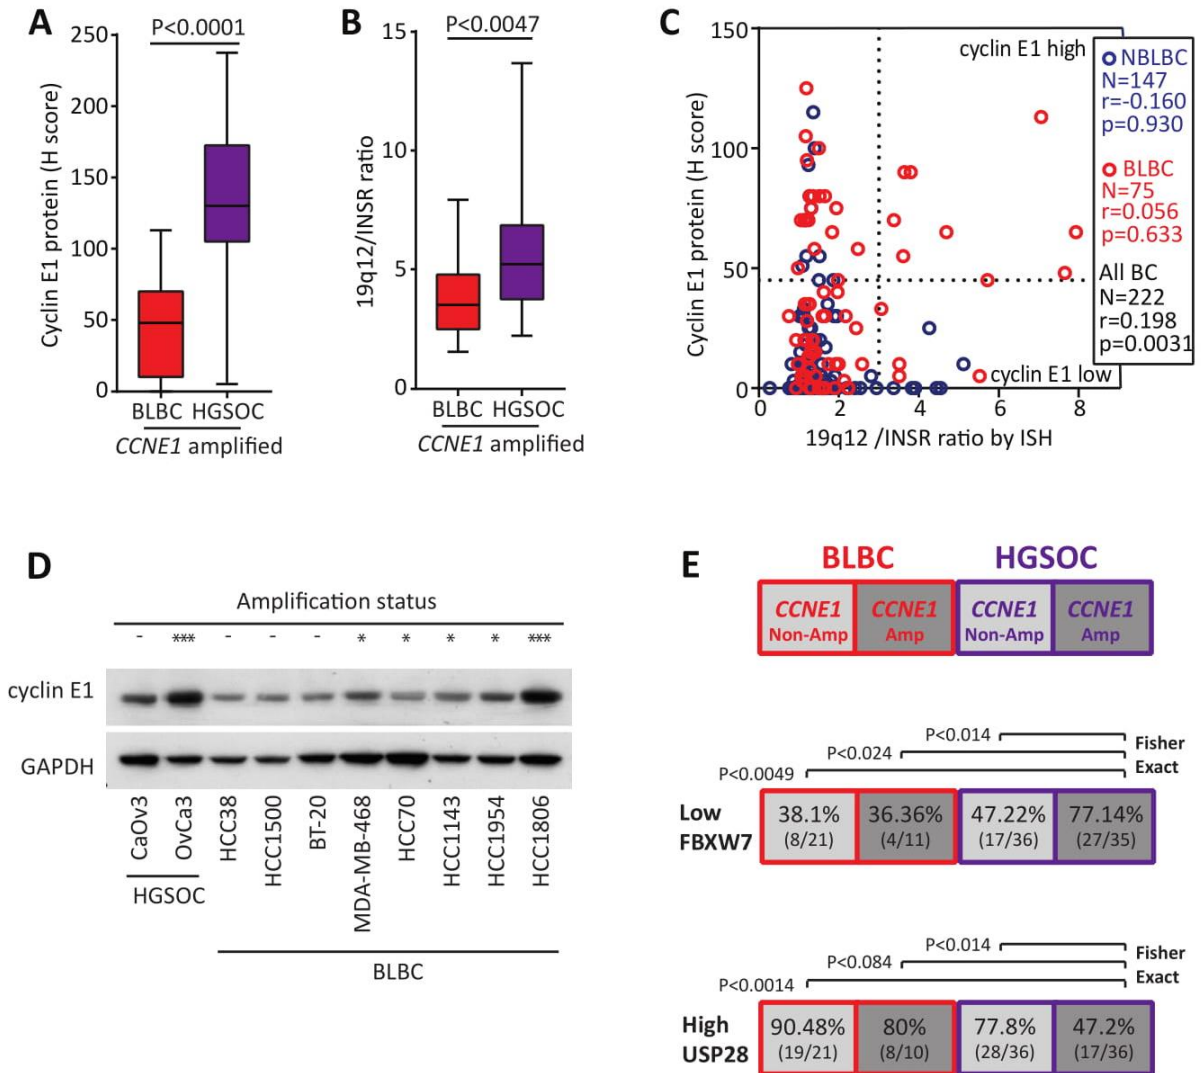 A
P<0.0001
250
200
150
100
50
0
Cyclin E1 protein (H score)
BLBC HGSOC
CCNE1 amplified
B
P<0.0047
15
10
5
0
19q12/INSR ratio
BLBC HGSOC
CCNE1 amplified
C
150
100
50
0
Cyclin E1 protein (H score)
cyclin E1 high
cyclin E1 low
0 2 4 6 8
19q12 /INSR ratio by ISH
NBLBC
N=147
r=-0.160
p=0.930
BLBC
N=75
r=0.056
p=0.633
All BC
N=222
r=0.198
p=0.0031
D
Amplification status
- *** - - - * * * * ***
cyclin E1
GAPDH
CaOv3
OvCa3
HCC38
HCC1500
BT-20
MDA-MB-468
HCC70
HCC1143
HCC1954
HCC1806
HGSOC
BLBC
E
BLBC HGSOC
CCNE1 CCNE1 CCNE1 CCNE1
Non-Amp Amp Non-Amp Amp
P<0.014
P<0.024
P<0.0049
Fisher
Exact
Low
FBXW7
38.1% 36.36% 47.22% 77.14%
(8/21) (4/11) (17/36) (27/35)
P<0.014
P<0.084
P<0.0014
Fisher
Exact
High
USP28
90.48% 80% 77.8% 47.2%
(19/21) (8/10) (28/36) (17/36)